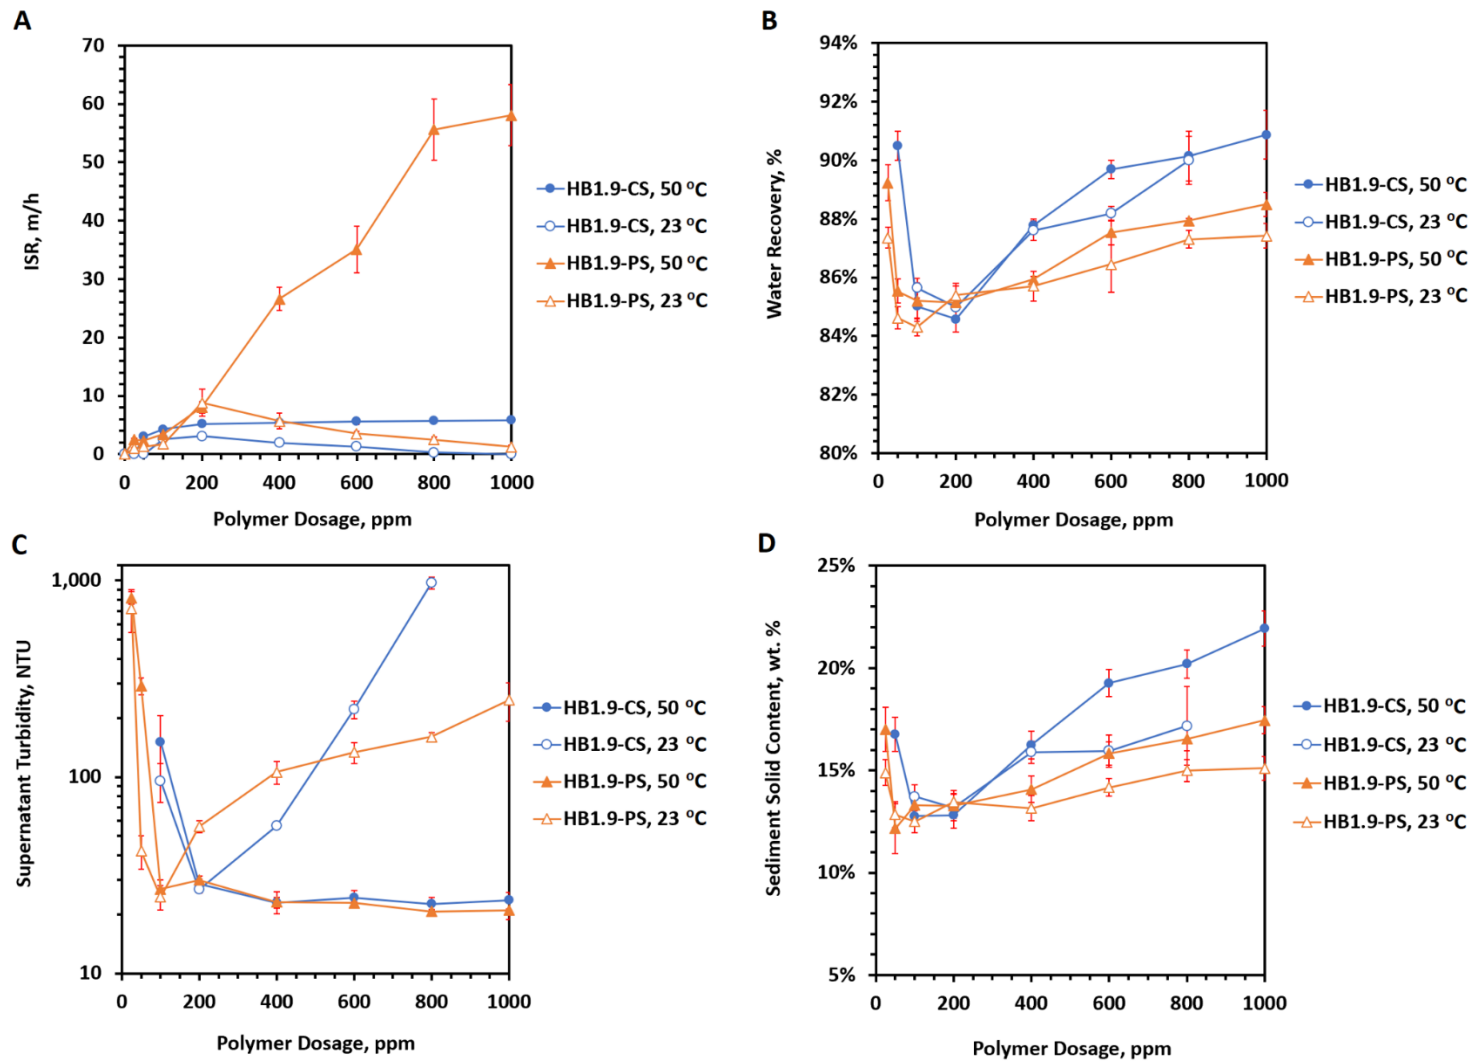 A
70
60
50
40
30
20
10
0
ISR, m/h
0 200 400 600 800 1000
Polymer Dosage, ppm
HB1.9-CS, 50 °C
HB1.9-CS, 23 °C
HB1.9-PS, 50 °C
HB1.9-PS, 23 °C
B
94%
92%
90%
88%
86%
84%
82%
80%
Water Recovery, %
0 200 400 600 800 1000
Polymer Dosage, ppm
HB1.9-CS, 50 °C
HB1.9-CS, 23 °C
HB1.9-PS, 50 °C
HB1.9-PS, 23 °C
C
1,000
100
10
Supernatant Turbidity, NTU
0 200 400 600 800 1000
Polymer Dosage, ppm
HB1.9-CS, 50 °C
HB1.9-CS, 23 °C
HB1.9-PS, 50 °C
HB1.9-PS, 23 °C
D
25%
20%
15%
10%
5%
Sediment Solid Content, wt. %
0 200 400 600 800 1000
Polymer Dosage, ppm
HB1.9-CS, 50 °C
HB1.9-CS, 23 °C
HB1.9-PS, 50 °C
HB1.9-PS, 23 °C